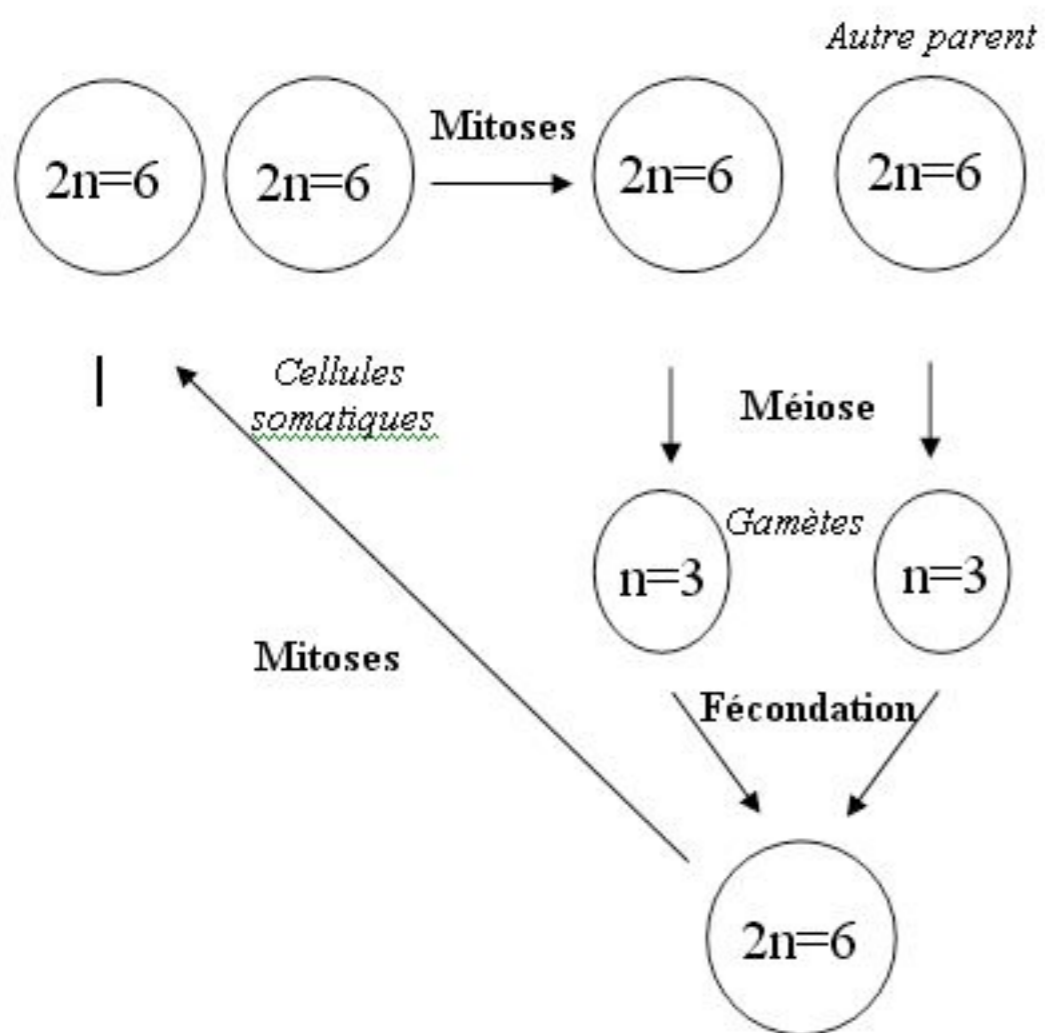 Autre parent
2n=6
2n=6
Mitoses
2n=6
2n=6
Cellules
somatiques
Méiose
Gamètes
n=3
n=3
Mitoses
Fécondation
2n=6